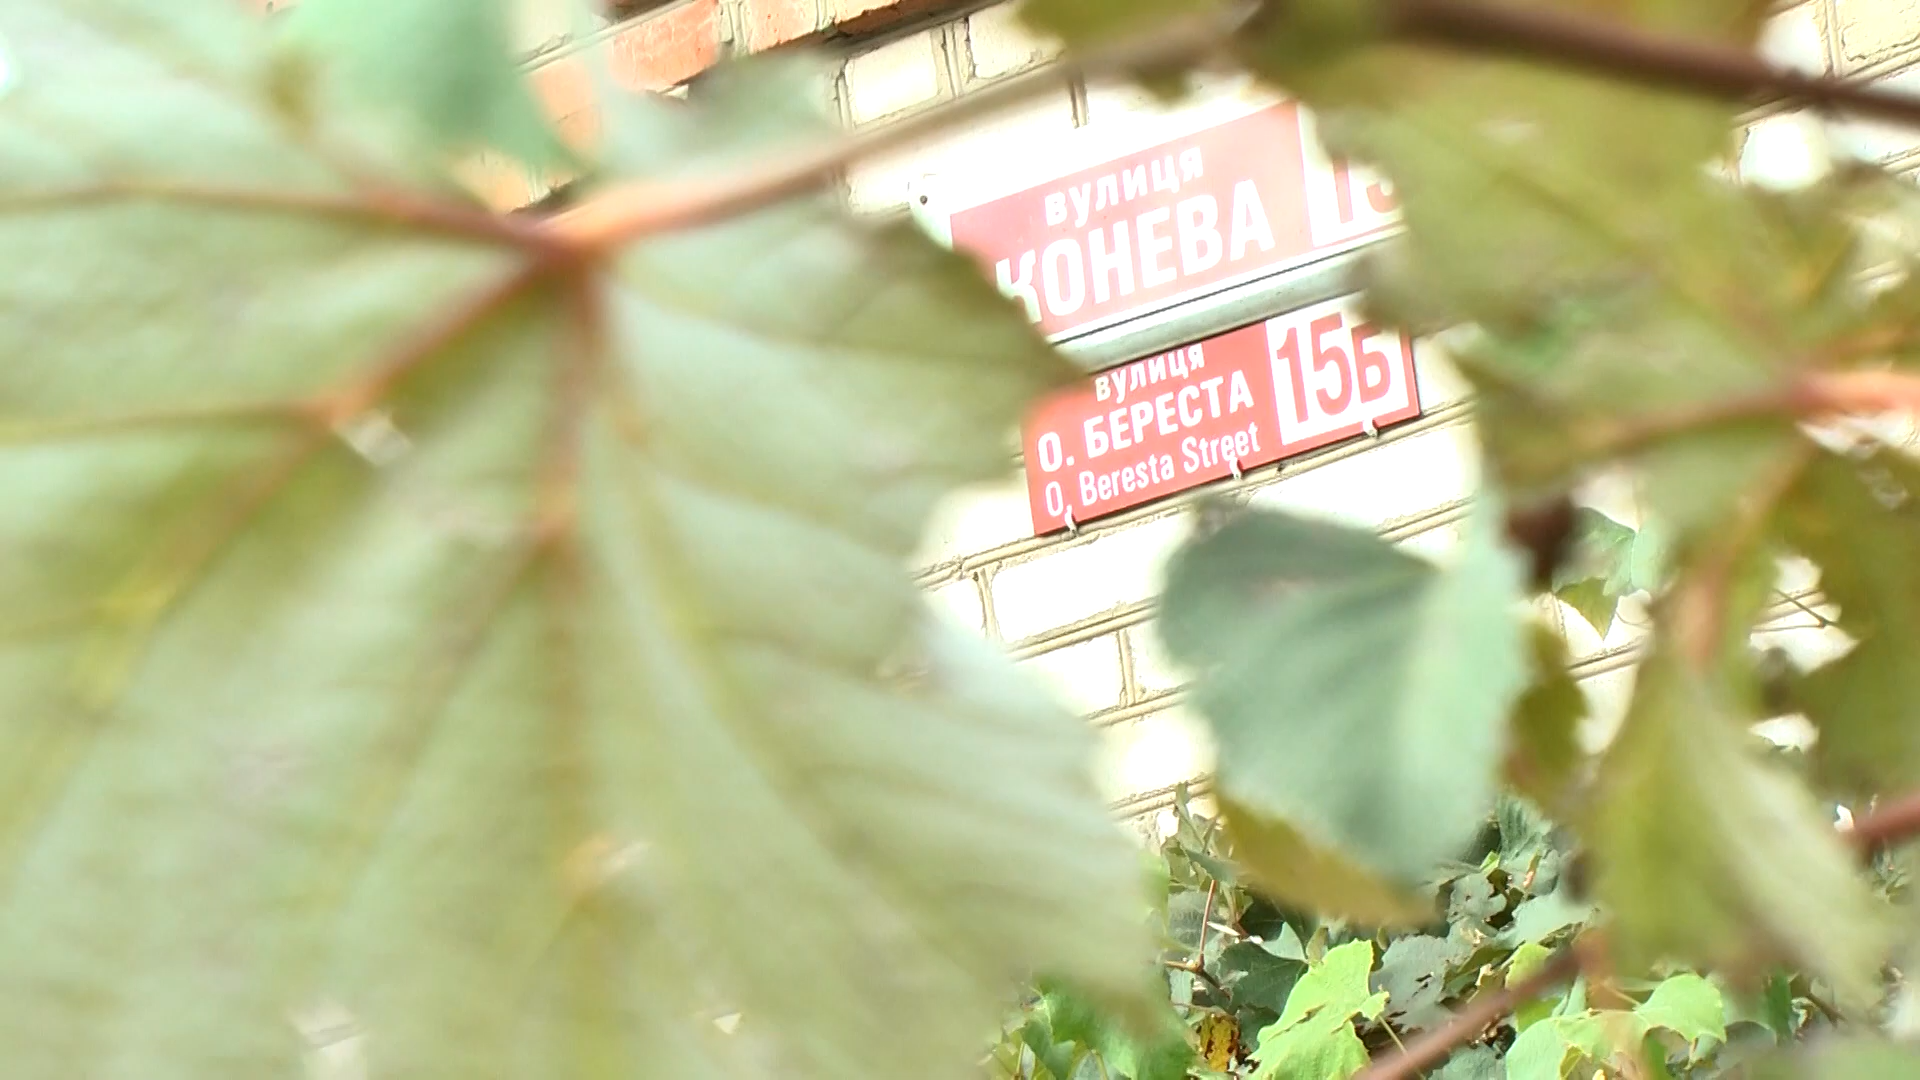 вулиця
КОНЕВА
вулиця
О. БЕРЕСТА
O. Beresta Street
15Б